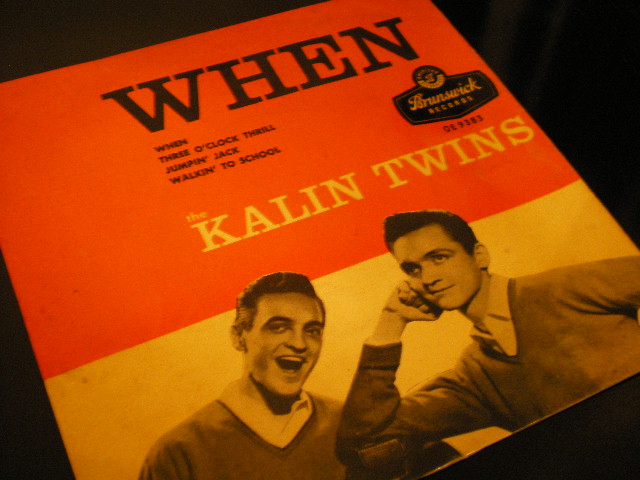 WHEN
WHEN
THREE O'CLOCK THRILL
JUMPIN' JACK
WALKIN' TO SCHOOL
Brunswick
RECORDS
OE 9383
the
KALIN TWINS